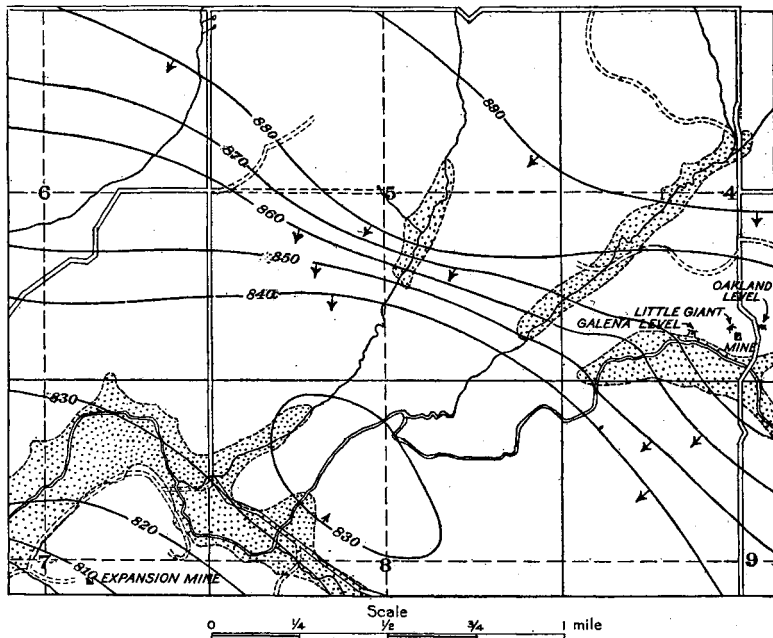 890
880
870
6
5
4
860
850
840
OAKLAND
LEVEL
LITTLE GIANT
GALENA LEVEL
MINE
830
A
830
820
7
8
9
810
EXPANSION MINE
Scale
0 1/4 1/2 3/4 1 mile